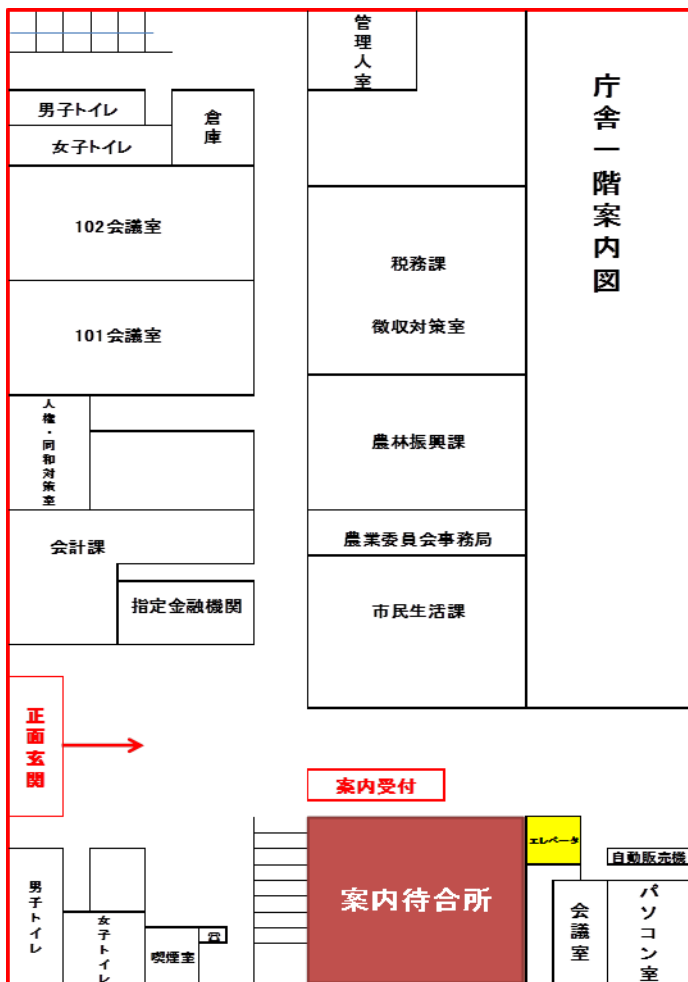 管理人室
庁舎一階案内図
男子トイレ
倉庫
女子トイレ
102会議室
税務課
徴収対策室
101会議室
人権・同和対策室
農林振興課
会計課
農業委員会事務局
指定金融機関
市民生活課
正面玄関
案内受付
エレベータ
自動販売機
男子トイレ
女子トイレ
喫煙室
☎
案内待合所
会議室
パソコン室